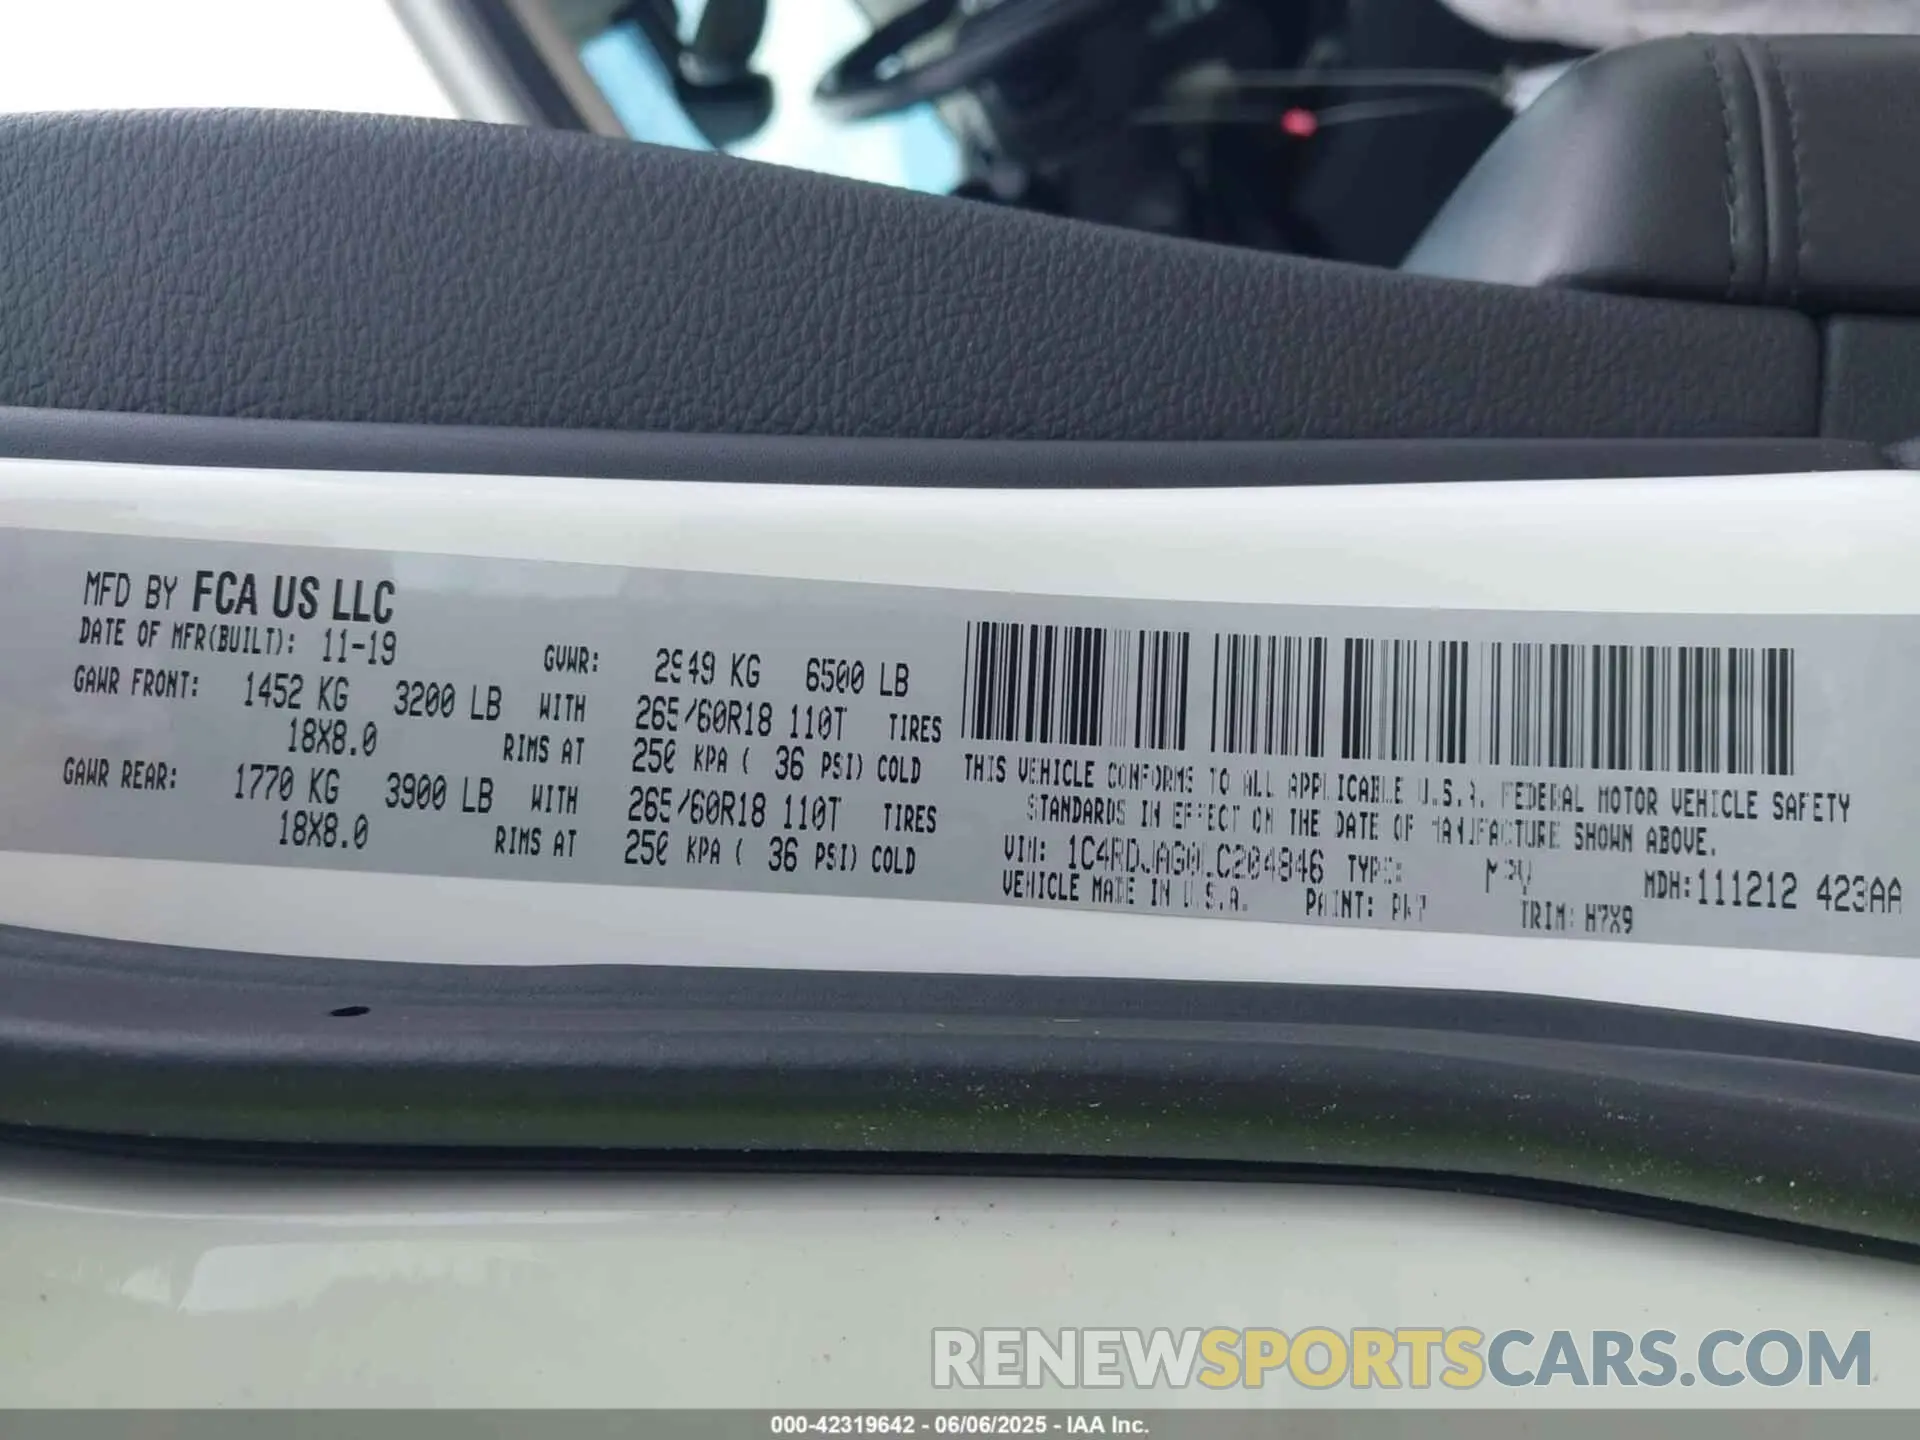 MFD BY FCA US LLC
DATE OF MFR(BUILT): 11-19 GVWR: 2949 KG 6500 LB
GAWR FRONT: 1452 KG 3200 LB WITH 265/60R18 110T TIRES
18X8.0 RIMS AT 250 KPA ( 36 PSI) COLD
GAWR REAR: 1770 KG 3900 LB WITH 265/60R18 110T TIRES
18X8.0 RIMS AT 250 KPA ( 36 PSI) COLD
THIS VEHICLE CONFORMS TO ALL APPLICABLE U.S.A. FEDERAL MOTOR VEHICLE SAFETY
STANDARDS IN EFFECT ON THE DATE OF MANUFACTURE SHOWN ABOVE.
VIN: 1C4RDJAG0LC204846 TYPE: MPV MDH:111212 423AA
VEHICLE MADE IN U.S.A. PAINT: PW7 TRIM: H7X9
RENEWSPORTSCARS.COM
000-42319642 - 06/06/2025 - IAA Inc.